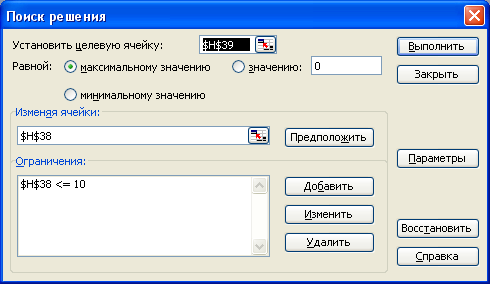 Поиск решения
Установить целевую ячейку: $H$39 Выполнить
Равной: максимальному значению значению: 0 Закрыть
минимальному значению
Изменяя ячейки:
$H$38 Предположить
Ограничения: Параметры
$H$38 <= 10 Добавить
Изменить
Восстановить
Удалить
Справка